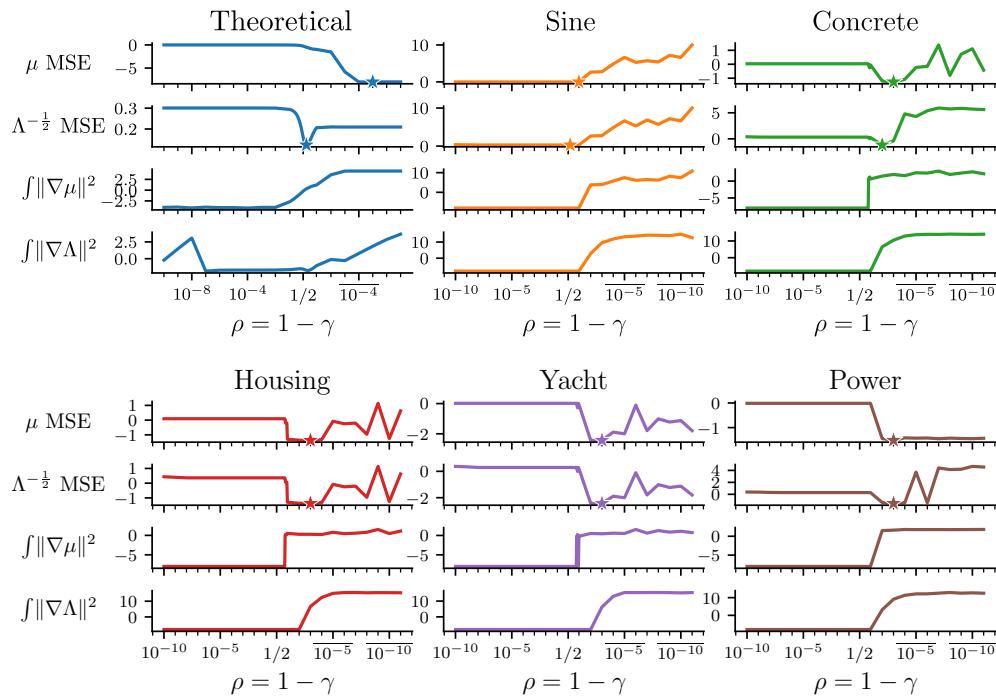 Theoretical Sine Concrete
μ MSE 0 −5 10 0 1 −1
Λ^{−1/2} MSE 0.3 0.2 10 0 5 0
∫‖∇μ‖² 2.5 0.0 −2.5 10 0 0 −5
∫‖∇Λ‖² 2.5 0.0 10 0 10 0
10⁻⁸ 10⁻⁴ 1/2 \overline{10⁻⁴} 10⁻¹⁰ 10⁻⁵ 1/2 \overline{10⁻⁵} \overline{10⁻¹⁰} 10⁻¹⁰ 10⁻⁵ 1/2 \overline{10⁻⁵} \overline{10⁻¹⁰}
ρ = 1 − γ ρ = 1 − γ ρ = 1 − γ
Housing Yacht Power
μ MSE 1 −1 0 −2 0 −1
Λ^{−1/2} MSE 1 0 −1 0 −2 4 2 0
∫‖∇μ‖² 0 −5 0 −5 0 −5
∫‖∇Λ‖² 10 0 10 0 10 0
10⁻¹⁰ 10⁻⁵ 1/2 \overline{10⁻⁵} \overline{10⁻¹⁰} 10⁻¹⁰ 10⁻⁵ 1/2 \overline{10⁻⁵} \overline{10⁻¹⁰} 10⁻¹⁰ 10⁻⁵ 1/2 \overline{10⁻⁵} \overline{10⁻¹⁰}
ρ = 1 − γ ρ = 1 − γ ρ = 1 − γ